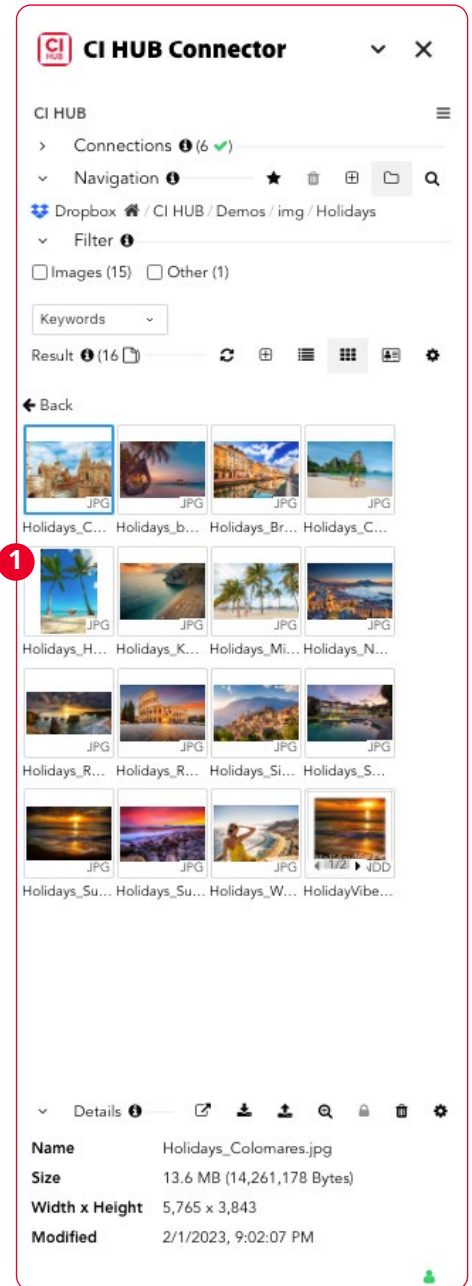 CI HUB CI HUB Connector
CI HUB
Connections (6 ✔)
Navigation
Dropbox / CI HUB / Demos / img / Holidays
Filter
Images (15) Other (1)
Keywords
Result (16)
Back
JPG JPG JPG JPG
Holidays_C... Holidays_b... Holidays_Br... Holidays_C...
1
JPG JPG JPG JPG
Holidays_H... Holidays_K... Holidays_Mi... Holidays_N...
JPG JPG JPG JPG
Holidays_R... Holidays_R... Holidays_Si... Holidays_S...
JPG JPG JPG 1/2 NDD
Holidays_Su... Holidays_Su... Holidays_W... HolidayVibe...
Details
Name Holidays_Colomares.jpg
Size 13.6 MB (14,261,178 Bytes)
Width x Height 5,765 x 3,843
Modified 2/1/2023, 9:02:07 PM